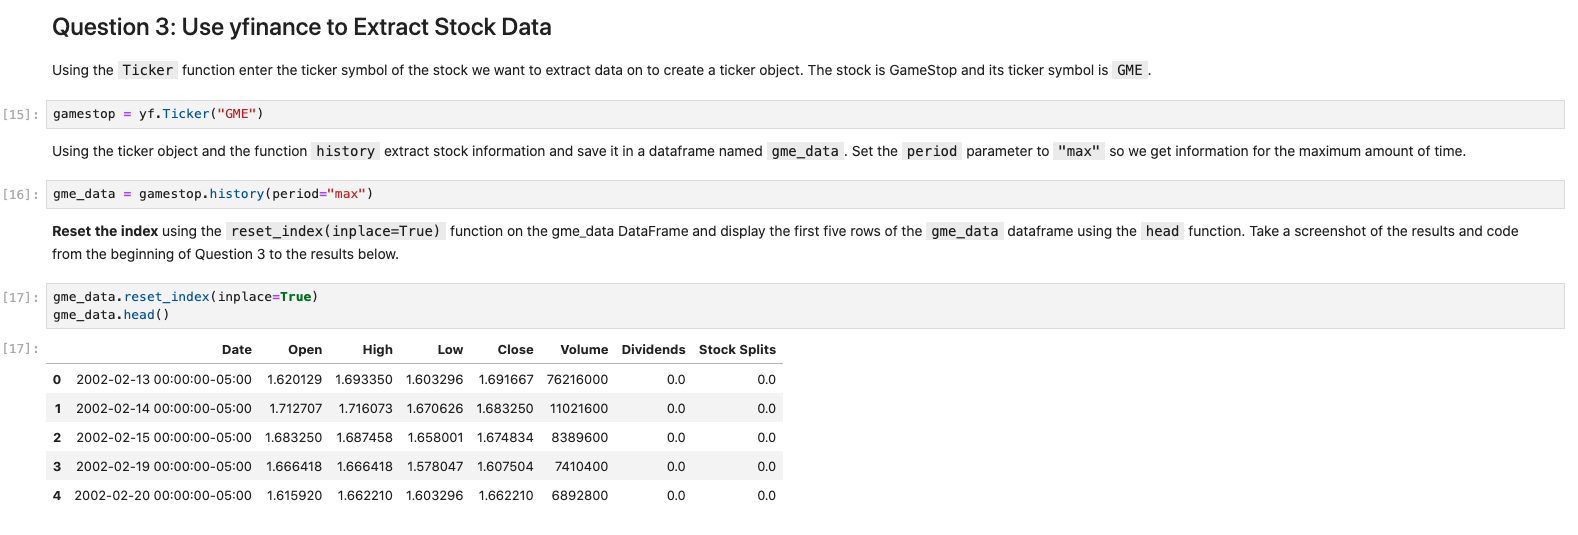 Question 3: Use yfinance to Extract Stock Data
Using the Ticker function enter the ticker symbol of the stock we want to extract data on to create a ticker object. The stock is GameStop and its ticker symbol is GME .
[15]: gamestop = yf.Ticker("GME")
Using the ticker object and the function history extract stock information and save it in a dataframe named gme_data . Set the period parameter to "max" so we get information for the maximum amount of time.
[16]: gme_data = gamestop.history(period="max")
Reset the index using the reset_index(inplace=True) function on the gme_data DataFrame and display the first five rows of the gme_data dataframe using the head function. Take a screenshot of the results and code
from the beginning of Question 3 to the results below.
[17]: gme_data.reset_index(inplace=True)
gme_data.head()
[17]: Date Open High Low Close Volume Dividends Stock Splits
0 2002-02-13 00:00:00-05:00 1.620129 1.693350 1.603296 1.691667 76216000 0.0 0.0
1 2002-02-14 00:00:00-05:00 1.712707 1.716073 1.670626 1.683250 11021600 0.0 0.0
2 2002-02-15 00:00:00-05:00 1.683250 1.687458 1.658001 1.674834 8389600 0.0 0.0
3 2002-02-19 00:00:00-05:00 1.666418 1.666418 1.578047 1.607504 7410400 0.0 0.0
4 2002-02-20 00:00:00-05:00 1.615920 1.662210 1.603296 1.662210 6892800 0.0 0.0